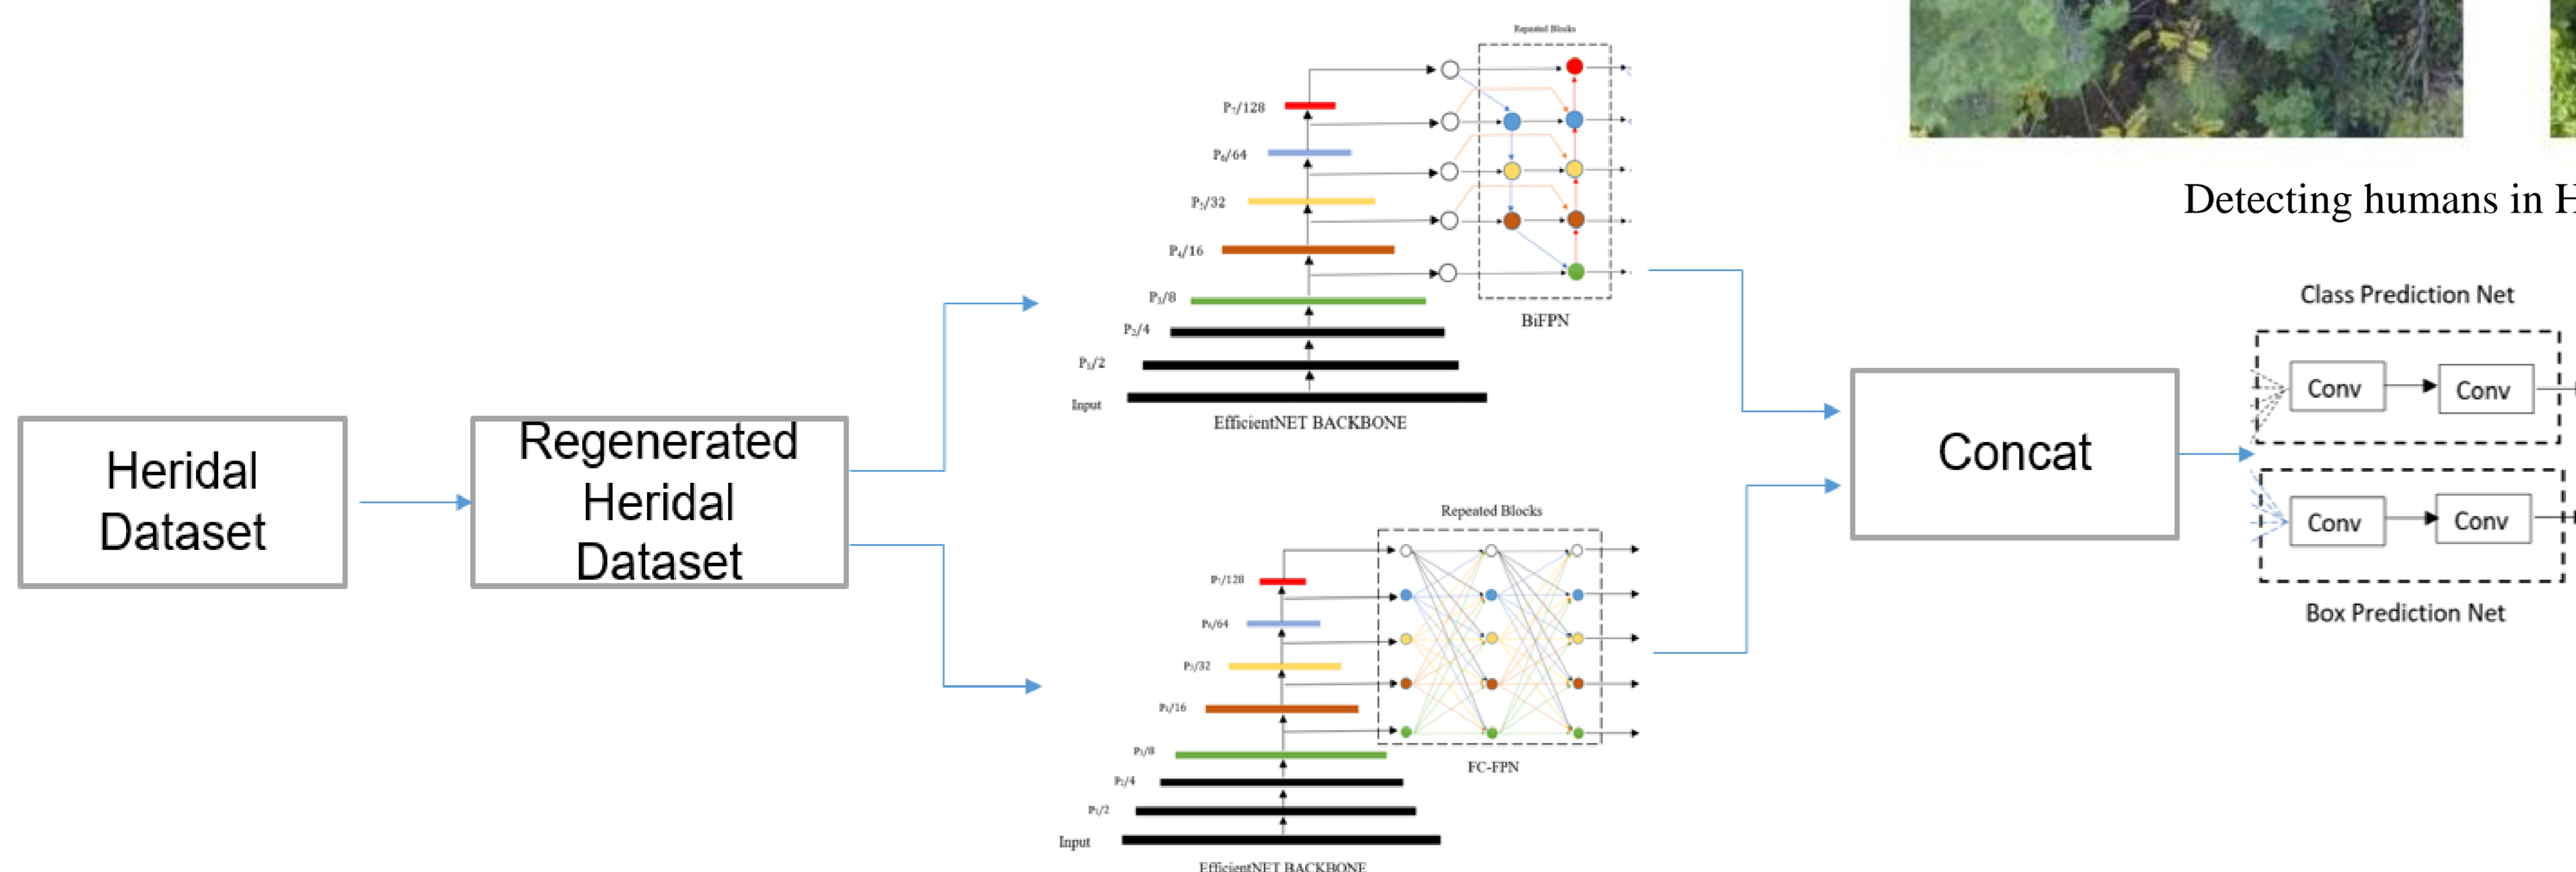 Detecting humans in H
Heridal
Dataset
Regenerated
Heridal
Dataset
Repeated Blocks
P₇/128
P₆/64
P₅/32
P₄/16
P₃/8
P₂/4
P₁/2
Input
BiFPN
EfficientNET BACKBONE
Repeated Blocks
P₇/128
P₆/64
P₅/32
P₄/16
P₃/8
P₂/4
P₁/2
Input
FC-FPN
EfficientNET BACKBONE
Concat
Class Prediction Net
Conv
Conv
Conv
Conv
Box Prediction Net